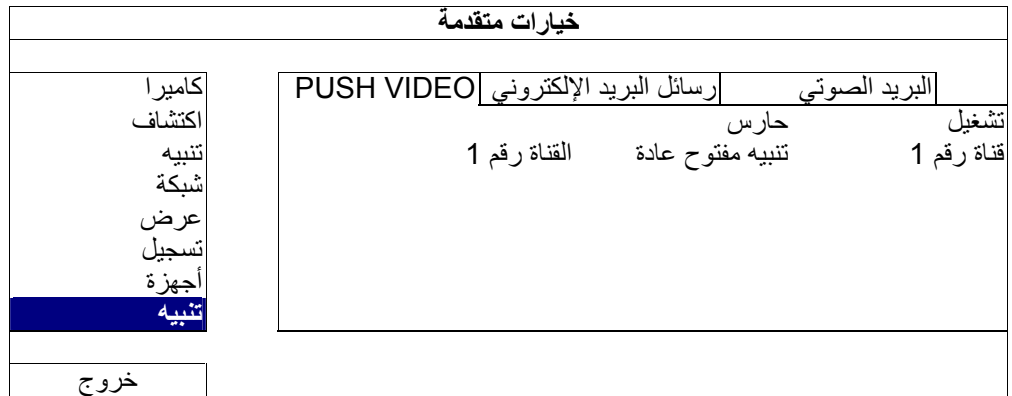 خيارات متقدمة
كاميرا
اكتشاف
تنبيه
شبكة
عرض
تسجيل
أجهزة
تنبيه
خروج
البريد الصوتي رسائل البريد الإلكتروني PUSH VIDEO
تشغيل حارس
قناة رقم 1 تنبيه مفتوح عادة القناة رقم 1